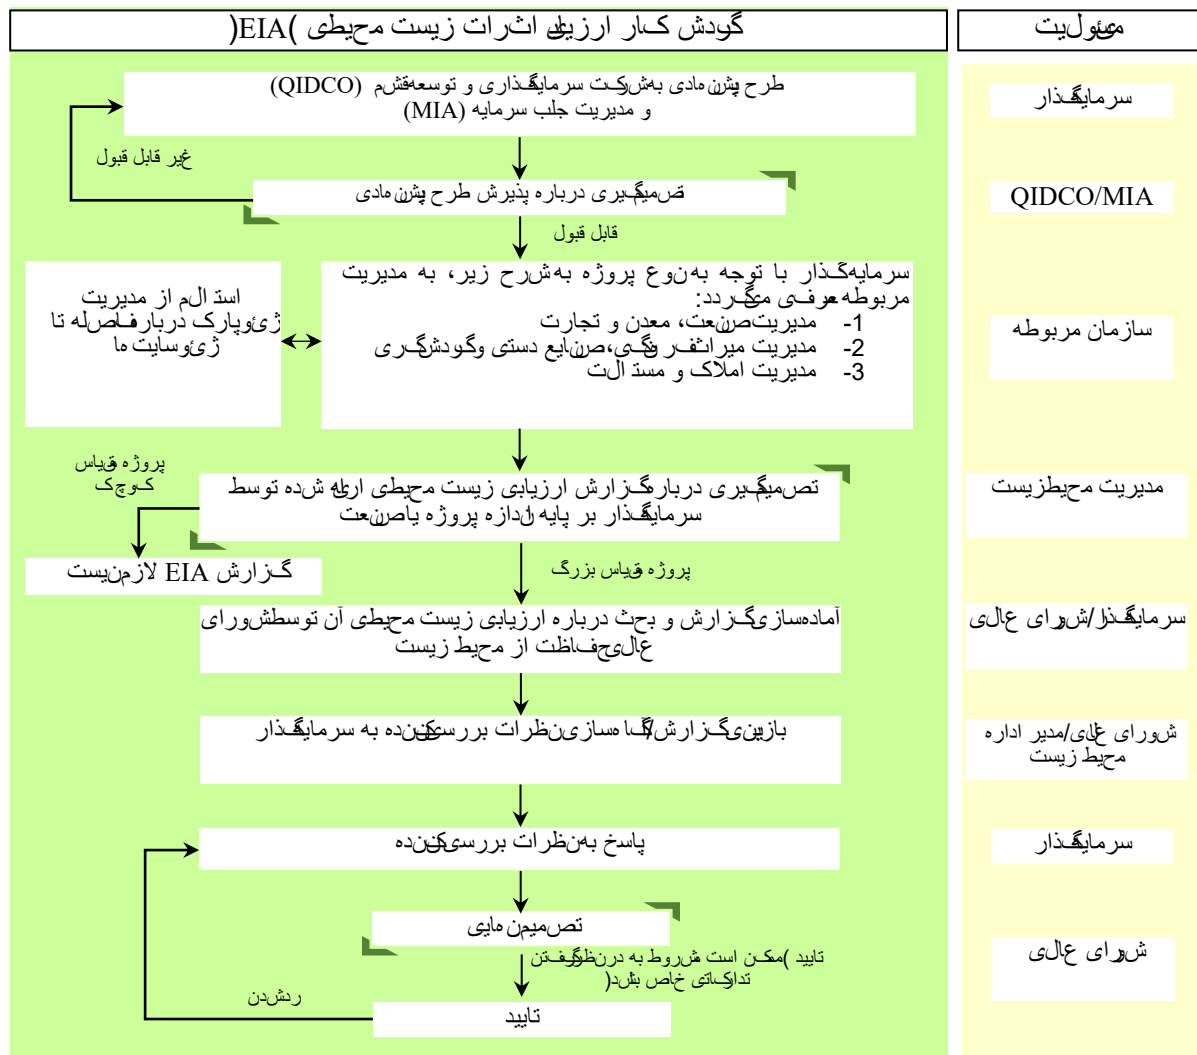 گردش کار ارزیابی اثرات زیست محیطی (EIA)
مسئولیت
طرح پیشنهادی به شرکت سرمایه‌گذاری و توسعه قشم (QIDCO)
و مدیریت جلب سرمایه (MIA)
سرمایه‌گذار
غیر قابل قبول
تصمیم‌گیری درباره پذیرش طرح پیشنهادی
QIDCO/MIA
قابل قبول
سرمایه‌گذار با توجه به نوع پروژه به شرح زیر، به مدیریت
مربوطه معرفی می‌گردد:
1- مدیریت صنعت، معدن و تجارت
2- مدیریت میراث فرهنگی، صنایع دستی و گردشگری
3- مدیریت املاک و مستغلات
استعلام از مدیریت
ژئوپارک درباره فاصله تا
ژئوسایت ها
سازمان مربوطه
پروژه مقیاس
کوچک
تصمیم‌گیری درباره گزارش ارزیابی زیست محیطی ارایه شده توسط
سرمایه‌گذار بر پایه اندازه پروژه یا صنعت
مدیریت محیط زیست
گزارش EIA لازم نیست
پروژه مقیاس بزرگ
آماده‌سازی گزارش و بحث درباره ارزیابی زیست محیطی آن توسط شورای
عالی حفاظت از محیط زیست
سرمایه‌گذار/شورای عالی
بازبینی گزارش/آگاه سازی نظرات بررسی‌کننده به سرمایه‌گذار
شورای عالی/مدیر اداره
محیط زیست
پاسخ به نظرات بررسی‌کننده
سرمایه‌گذار
تصمیم نهایی
تایید (ممکن است مشروط به در نظر گرفتن
تدارکاتی خاص باشد)
شورای عالی
رد شدن
تایید